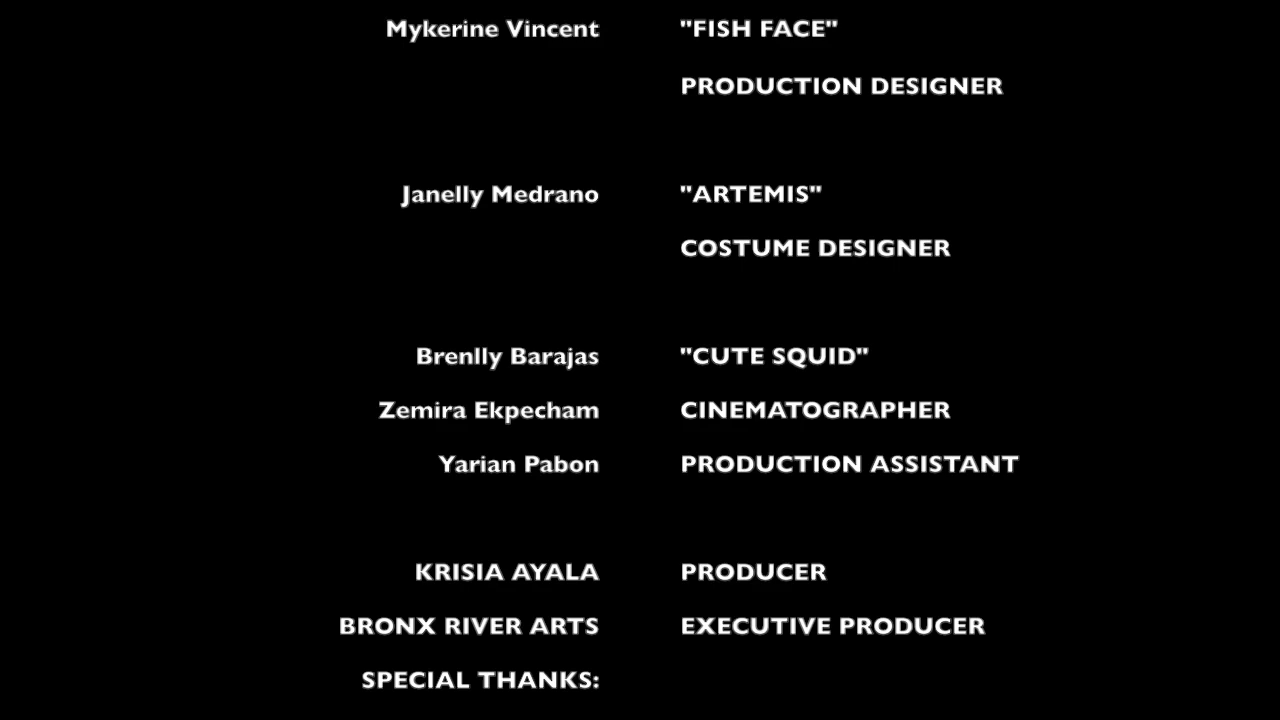 Mykerine Vincent "FISH FACE"
PRODUCTION DESIGNER
Janelly Medrano "ARTEMIS"
COSTUME DESIGNER
Brenlly Barajas "CUTE SQUID"
Zemira Ekpecham CINEMATOGRAPHER
Yarian Pabon PRODUCTION ASSISTANT
KRISIA AYALA PRODUCER
BRONX RIVER ARTS EXECUTIVE PRODUCER
SPECIAL THANKS: